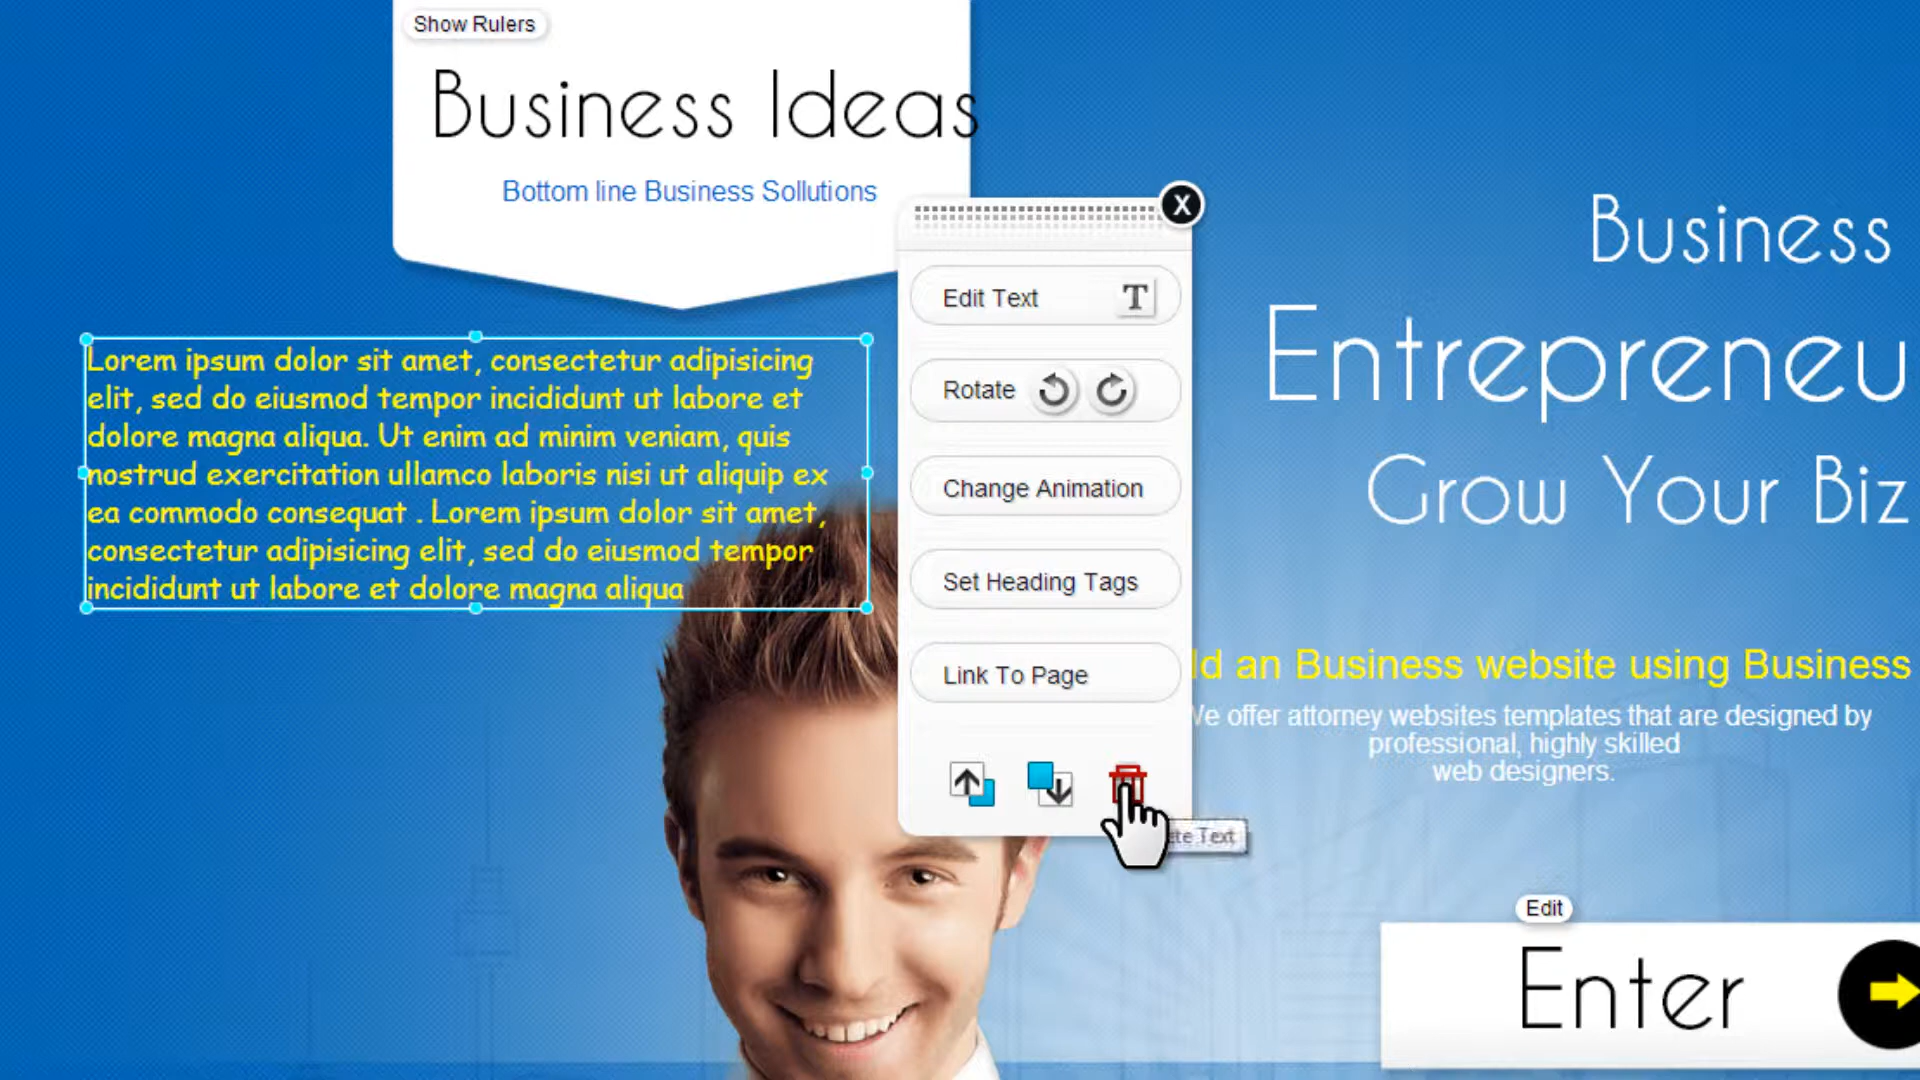 Show Rulers
Business Ideas
Bottom line Business Sollutions
X
Edit Text T
Rotate
Change Animation
Set Heading Tags
Link To Page
Text
Lorem ipsum dolor sit amet, consectetur adipisicing
elit, sed do eiusmod tempor incididunt ut labore et
dolore magna aliqua. Ut enim ad minim veniam, quis
nostrud exercitation ullamco laboris nisi ut aliquip ex
ea commodo consequat . Lorem ipsum dolor sit amet,
consectetur adipisicing elit, sed do eiusmod tempor
incididunt ut labore et dolore magna aliqua
Business
Entrepreneu
Grow Your Biz
ld an Business website using Business
We offer attorney websites templates that are designed by
professional, highly skilled
web designers.
Edit
Enter